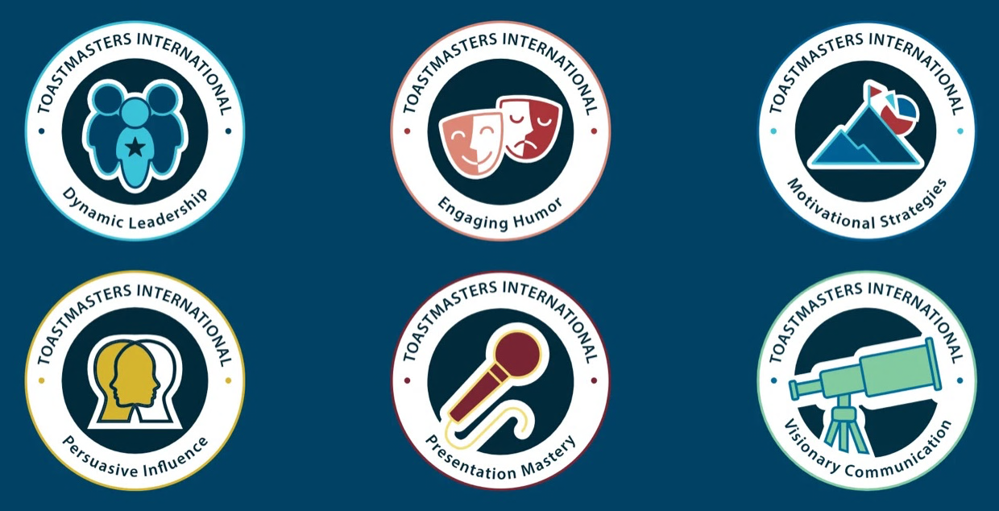 TOASTMASTERS INTERNATIONAL
Dynamic Leadership
TOASTMASTERS INTERNATIONAL
Engaging Humor
TOASTMASTERS INTERNATIONAL
Motivational Strategies
TOASTMASTERS INTERNATIONAL
Persuasive Influence
TOASTMASTERS INTERNATIONAL
Presentation Mastery
TOASTMASTERS INTERNATIONAL
Visionary Communication